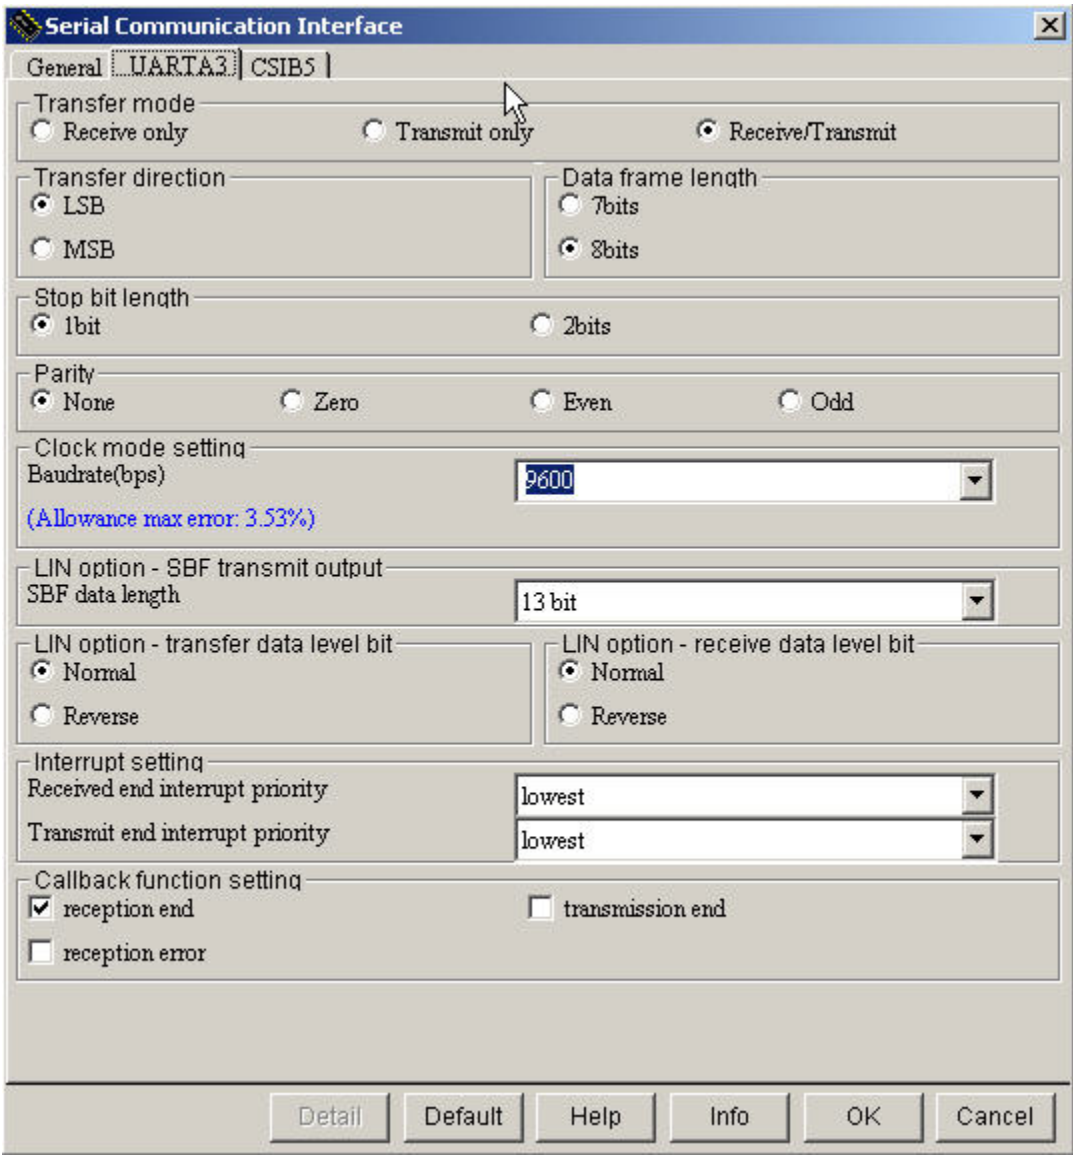 Serial Communication Interface
General UARTA3 CSIB5
Transfer mode
Receive only Transmit only Receive/Transmit
Transfer direction Data frame length
LSB 7bits
MSB 8bits
Stop bit length
1bit 2bits
Parity
None Zero Even Odd
Clock mode setting
Baudrate(bps) 9600
(Allowance max error: 3.53%)
LIN option - SBF transmit output
SBF data length 13 bit
LIN option - transfer data level bit LIN option - receive data level bit
Normal Normal
Reverse Reverse
Interrupt setting
Received end interrupt priority lowest
Transmit end interrupt priority lowest
Callback function setting
reception end transmission end
reception error
Detail Default Help Info OK Cancel